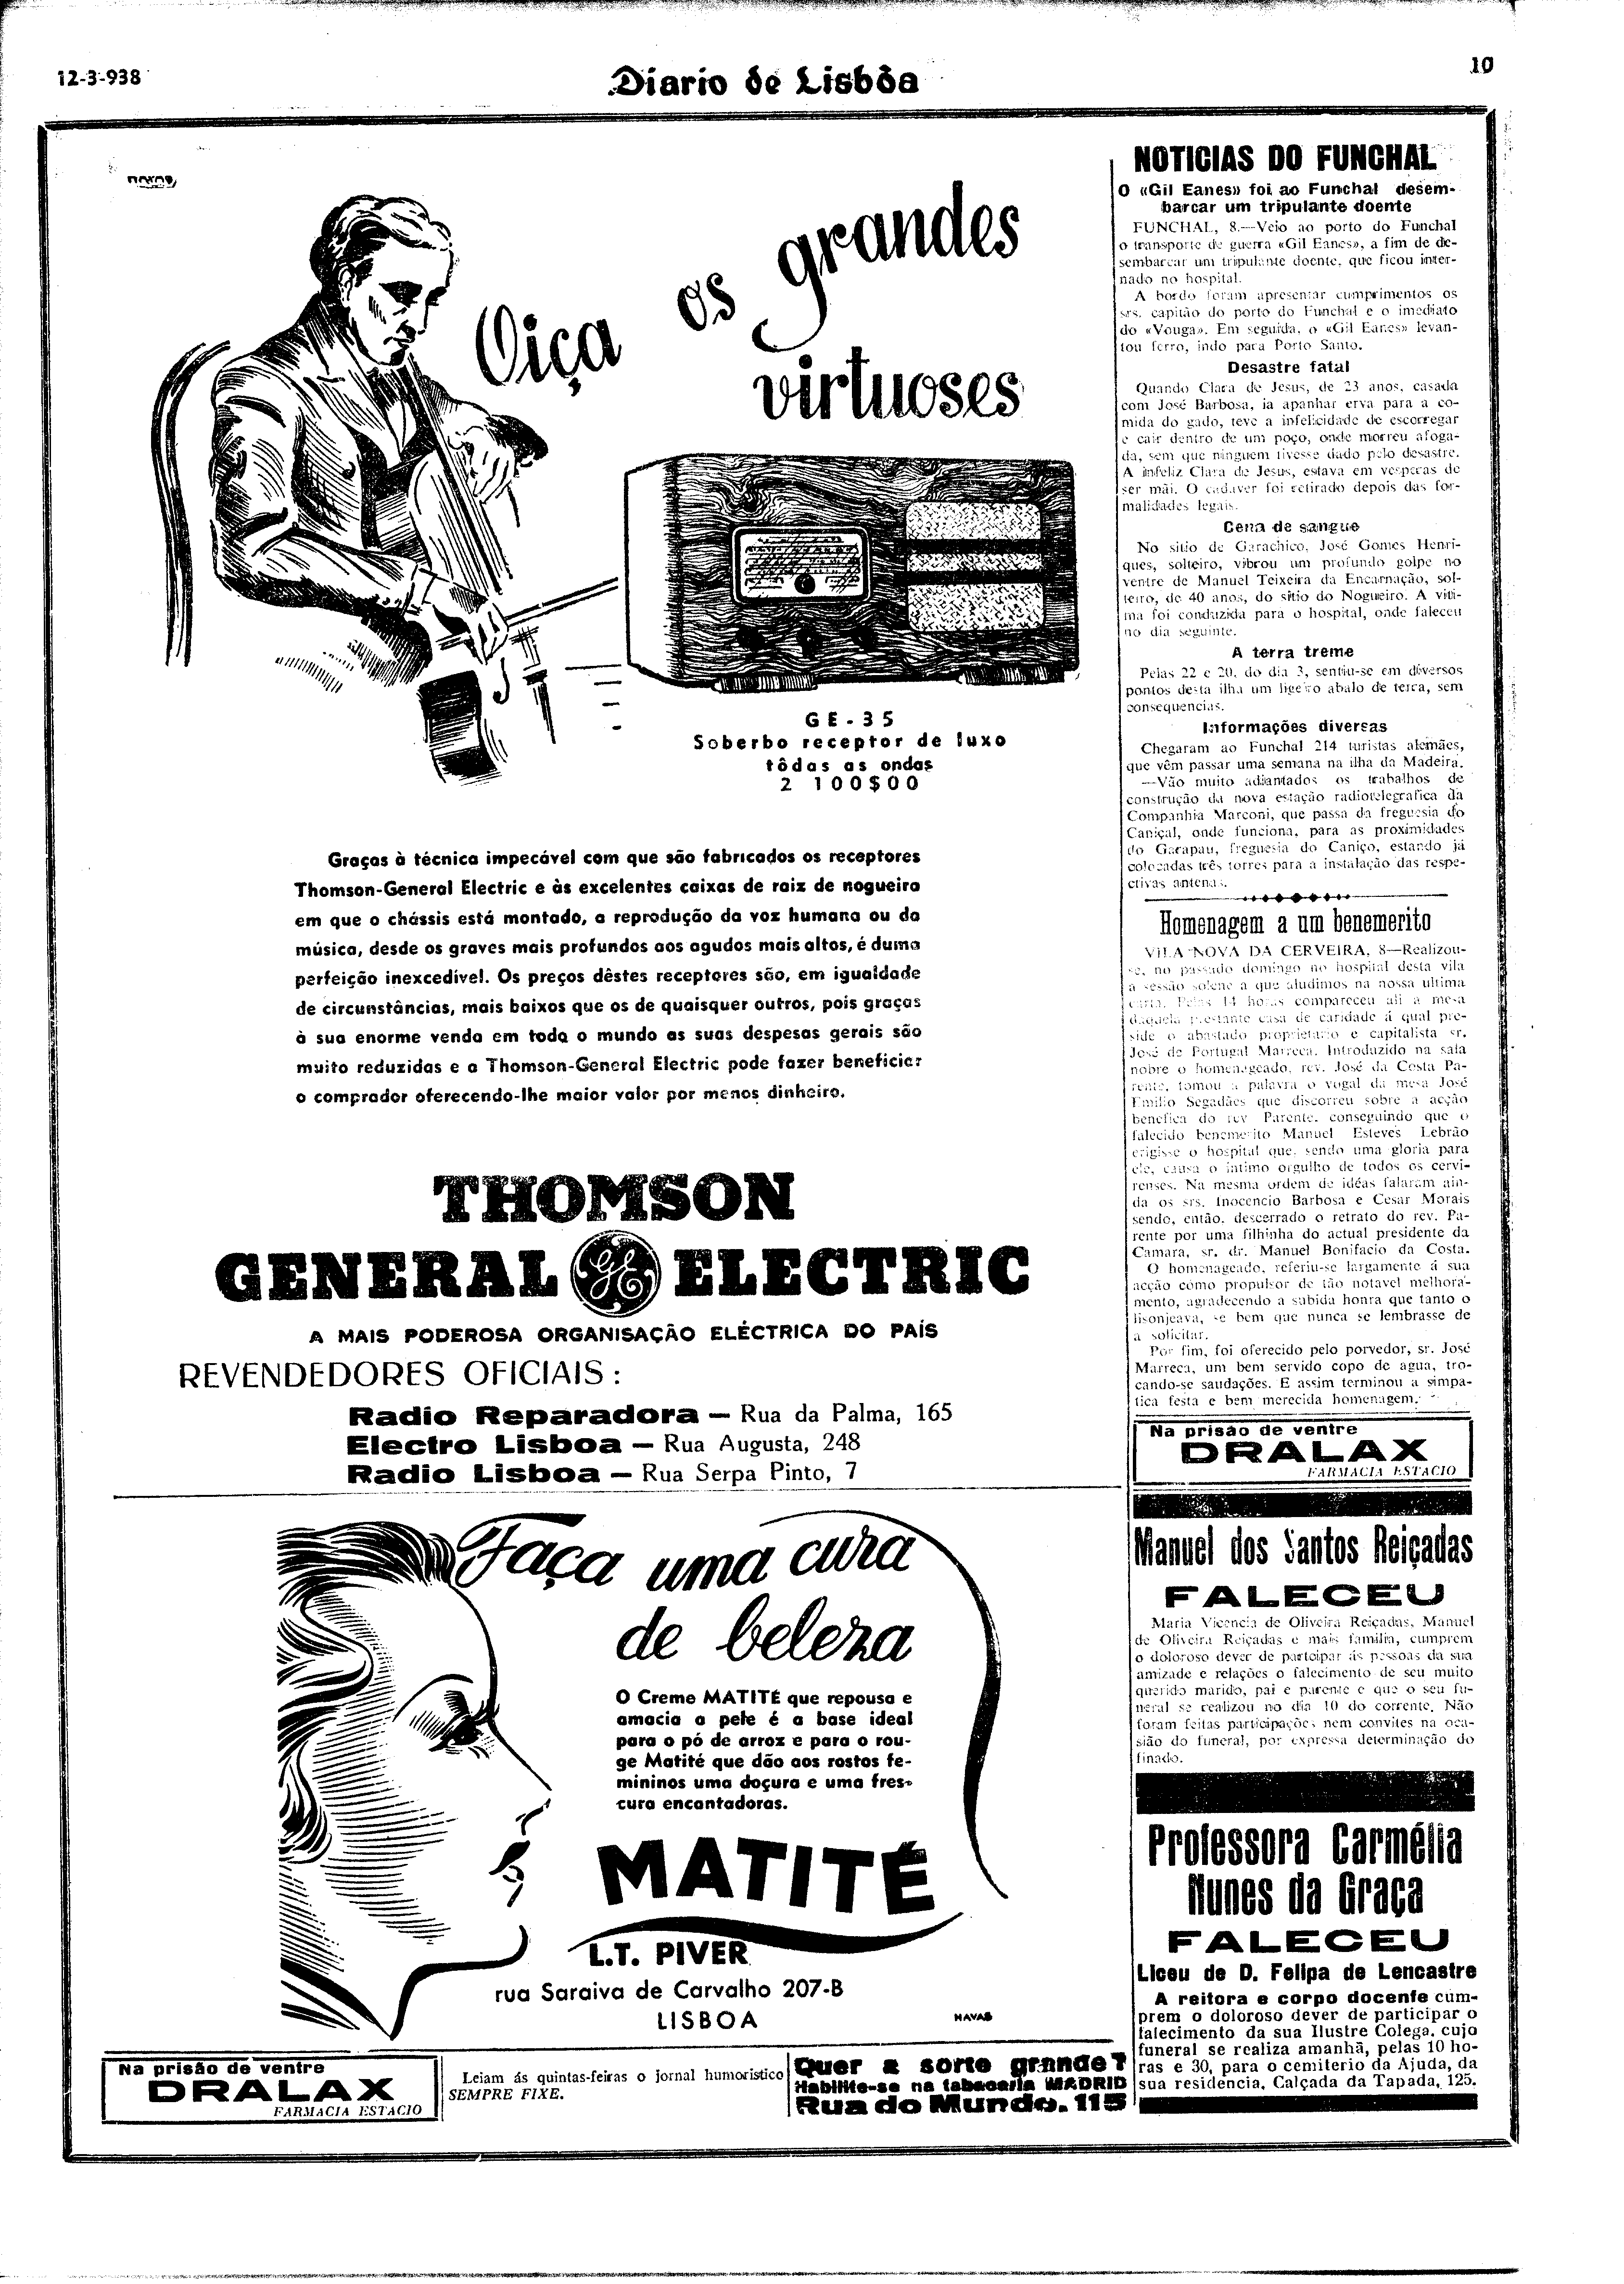 12-3-938
Diario de Lisbôa
10
Oiça os grandes
virtuoses
GE-35
Soberbo receptor de luxo
tôdas as ondas
2 100$00
Graças à técnica impecável com que são fabricados os receptores
Thomson-General Electric e às excelentes caixas de raiz de nogueira
em que o châssis está montado, a reprodução da voz humana ou da
música, desde os graves mais profundos aos agudos mais altos, é duma
perfeição inexcedível. Os preços dêstes receptores são, em igualdade
de circunstâncias, mais baixos que os de quaisquer outros, pois graças
à sua enorme venda em todo o mundo as suas despesas gerais são
muito reduzidas e a Thomson-General Electric pode fazer beneficiar
o comprador oferecendo-lhe maior valor por menos dinheiro.
THOMSON
GENERAL GE ELECTRIC
A MAIS PODEROSA ORGANISAÇÃO ELÉCTRICA DO PAÍS
REVENDEDORES OFICIAIS:
Radio Reparadora — Rua da Palma, 165
Electro Lisboa — Rua Augusta, 248
Radio Lisboa — Rua Serpa Pinto, 7
Faça uma cura
de beleza
O Creme MATITÉ que repousa e
amacia a pele é a base ideal
para o pó de arroz e para o rou-
ge Matité que dão aos rostos fe-
mininos uma doçura e uma fres-
cura encantadoras.
MATITÉ
L.T. PIVER
rua Saraiva de Carvalho 207-B
LISBOA
HAVAS
Na prisão de ventre
DRALAX
FARMACIA ESTACIO
Leiam ás quintas-feiras o jornal humoristico
SEMPRE FIXE.
Quer a sorte grande?
Habilite-se na tabacaria MADRID
Rua do Mundo, 115
NOTICIAS DO FUNCHAL
O «Gil Eanes» foi ao Funchal desem-
barcar um tripulante doente
FUNCHAL, 8.—Veio ao porto do Funchal
o transporte de guerra «Gil Eanes», a fim de de-
sembarcar um tripulante doente, que ficou inter-
nado no hospital.
A bordo foram apresentar cumprimentos os
srs. capitão do porto do Funchal e o imediato
do «Vouga». Em seguida, o «Gil Eanes» levan-
tou ferro, indo para Porto Santo.
Desastre fatal
Quando Clara de Jesus, de 23 anos, casada
com José Barbosa, ia apanhar erva para a co-
mida do gado, teve a infelicidade de escorregar
e cair dentro de um poço, onde morreu afoga-
da, sem que ninguem tivesse dado pelo desastre.
A infeliz Clara de Jesus, estava em vesperas de
ser mãi. O cadaver foi retirado depois das for-
malidades legais.
Cena de sangue
No sitio de Garachico, José Gomes Henri-
ques, solteiro, vibrou um profundo golpe no
ventre de Manuel Teixeira da Encarnação, sol-
teiro, de 40 anos, do sitio do Nogueiro. A viti-
ma foi conduzida para o hospital, onde faleceu
no dia seguinte.
A terra treme
Pelas 22 e 20, do dia 3, sentiu-se em diversos
pontos desta ilha um ligeiro abalo de terra, sem
consequencias.
Informações diversas
Chegaram ao Funchal 214 turistas alemães,
que vêm passar uma semana na ilha da Madeira.
—Vão muito adiantados os trabalhos de
construção da nova estação radiotelegrafica da
Companhia Marconi, que passa da freguesia do
Caniçal, onde funciona, para as proximidades
do Garapau, freguesia do Caniço, estando já
colocadas três torres para a instalação das respe-
ctivas antenas.
Homenagem a um benemerito
VILA NOVA DA CERVEIRA, 8—Realizou-
se, no passado domingo no hospital desta vila
a sessão solene a que aludimos na nossa ultima
carta. Pelas 14 horas compareceu ali a mesa
daquela prestante casa de caridade á qual pre-
side o abastado proprietario e capitalista sr.
José de Portugal Marreca. Introduzido na sala
nobre o homenageado, rev. José da Costa Pa-
rente, tomou a palavra o vogal da mesa José
Emilio Segadães que discorreu sobre a acção
benefica do rev Parente, conseguindo que o
falecido benemerito Manuel Esteves Lebrão
erigisse o hospital que, sendo uma gloria para
ele, causa o intimo orgulho de todos os cervi-
renses. Na mesma ordem de idéas falaram ain-
da os srs. Inocencio Barbosa e Cesar Morais
sendo, então, descerrado o retrato do rev. Pa-
rente por uma filhinha do actual presidente da
Camara, sr. dr. Manuel Bonifacio da Costa.
O homenageado, referiu-se largamente á sua
acção como propulsor de tão notavel melhora-
mento, agradecendo a subida honra que tanto o
lisonjeava, se bem que nunca se lembrasse de
a solicitar.
Por fim, foi oferecido pelo porvedor, sr. José
Marreca, um bem servido copo de agua, tro-
cando-se saudações. E assim terminou a simpa-
tica festa e bem merecida homenagem.
Na prisão de ventre
DRALAX
FARMACIA ESTACIO
Manuel dos Santos Reiçadas
FALECEU
Maria Vicencia de Oliveira Reiçadas, Manuel
de Oliveira Reiçadas e mais familia, cumprem
o doloroso dever de partcipar ás pessoas da sua
amizade e relações o falecimento de seu muito
querido marido, pai e parente e que o seu fu-
neral se realizou no dia 10 do corrente. Não
foram feitas participações nem convites na oca-
sião do funeral, por expressa determinação do
finado.
Professora Carmélia
Nunes da Graça
FALECEU
Liceu de D. Felipa de Lencastre
A reitora e corpo docente cum-
prem o doloroso dever de participar o
falecimento da sua Ilustre Colega, cujo
funeral se realiza amanhã, pelas 10 ho-
ras e 30, para o cemiterio da Ajuda, da
sua residencia, Calçada da Tapada, 125.